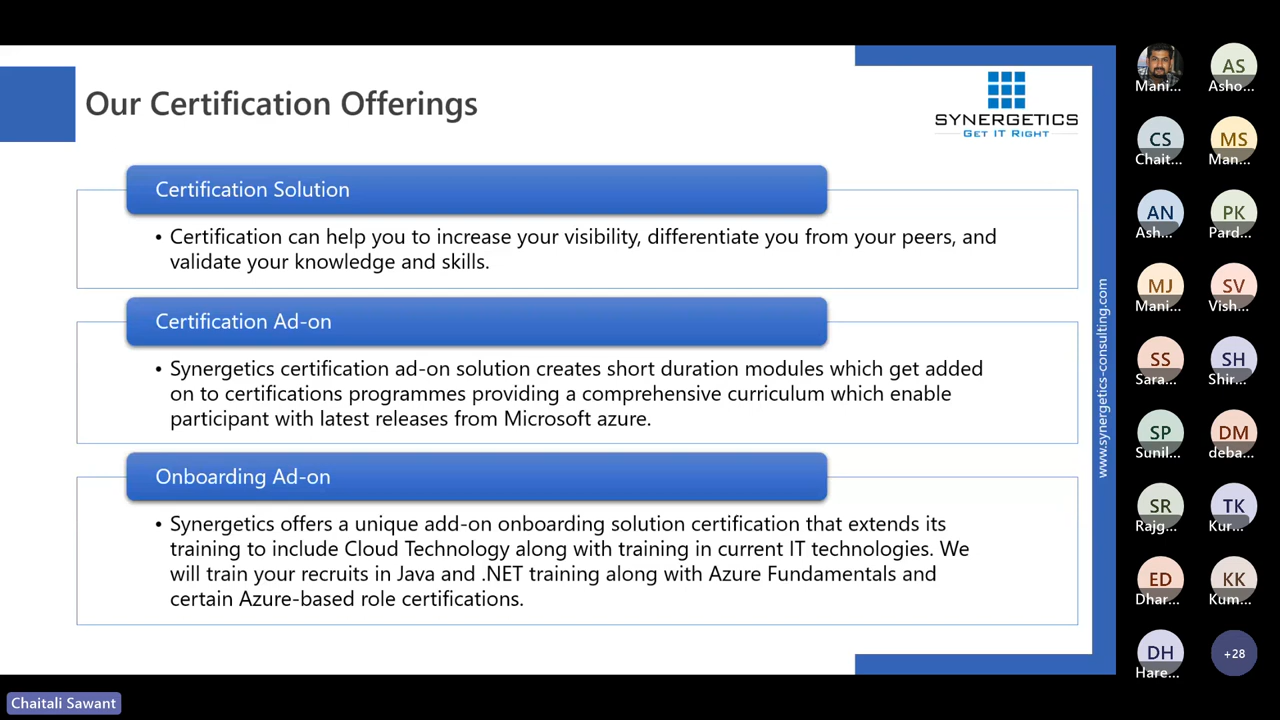 Our Certification Offerings
SYNERGETICS
GET IT RIGHT
Certification Solution
• Certification can help you to increase your visibility, differentiate you from your peers, and
validate your knowledge and skills.
Certification Ad-on
• Synergetics certification ad-on solution creates short duration modules which get added
on to certifications programmes providing a comprehensive curriculum which enable
participant with latest releases from Microsoft azure.
Onboarding Ad-on
• Synergetics offers a unique add-on onboarding solution certification that extends its
training to include Cloud Technology along with training in current IT technologies. We
will train your recruits in Java and .NET training along with Azure Fundamentals and
certain Azure-based role certifications.
www.synergetics-consulting.com
Mani...
AS
Asho...
CS
Chait...
MS
Man...
AN
Ash...
PK
Pard...
MJ
Mani...
SV
Vish...
SS
Sara...
SH
Shir...
SP
Sunil...
DM
deba...
SR
Rajg...
TK
Kur...
ED
Dhar...
KK
Kum...
DH
Hare...
+28
Chaitali Sawant